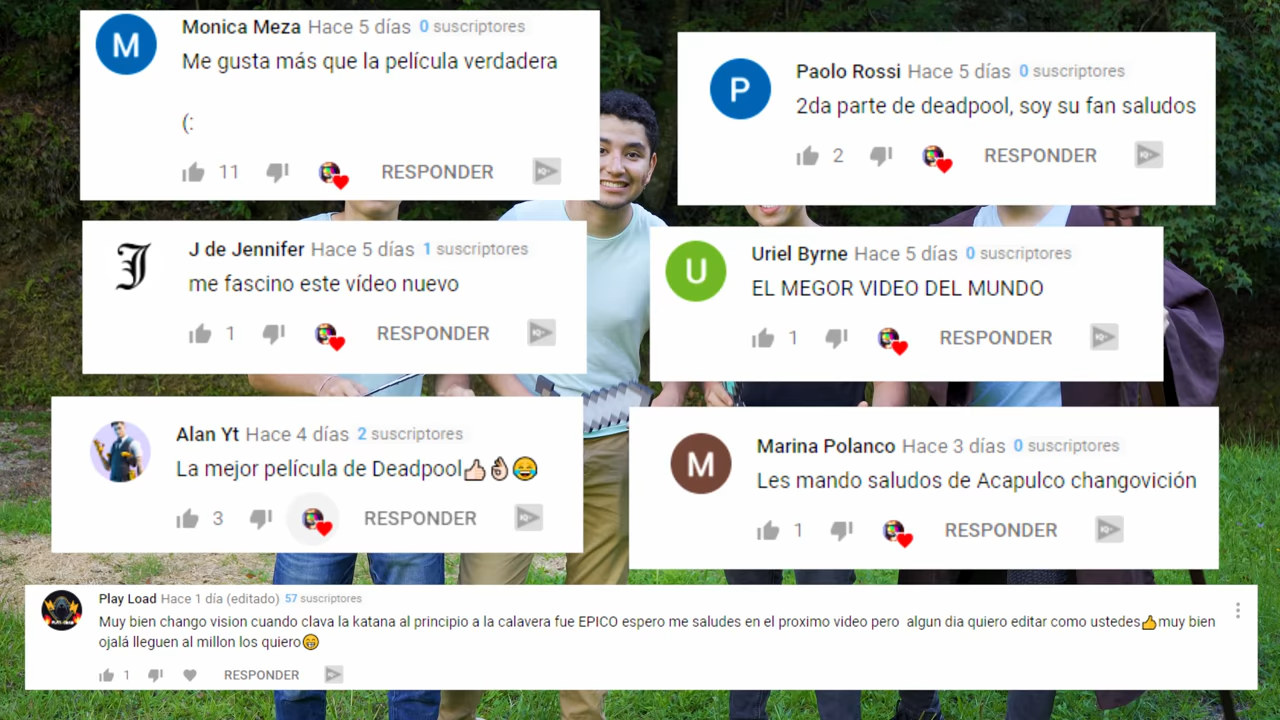 M
Monica Meza Hace 5 días 0 suscriptores
Me gusta más que la película verdadera
(:
11 RESPONDER
P
Paolo Rossi Hace 5 días 0 suscriptores
2da parte de deadpool, soy su fan saludos
2 RESPONDER
J
J de Jennifer Hace 5 días 1 suscriptores
me fascino este vídeo nuevo
1 RESPONDER
U
Uriel Byrne Hace 5 días 0 suscriptores
EL MEGOR VIDEO DEL MUNDO
1 RESPONDER
Alan Yt Hace 4 días 2 suscriptores
La mejor película de Deadpool👍🏻👌🏻😂
3 RESPONDER
M
Marina Polanco Hace 3 días 0 suscriptores
Les mando saludos de Acapulco changovición
1 RESPONDER
Play Load Hace 1 día (editado) 57 suscriptores
Muy bien chango vision cuando clava la katana al principio a la calavera fue EPICO espero me saludes en el proximo video pero algun dia quiero editar como ustedes👍muy bien
ojalá lleguen al millon los quiero😁
1 RESPONDER